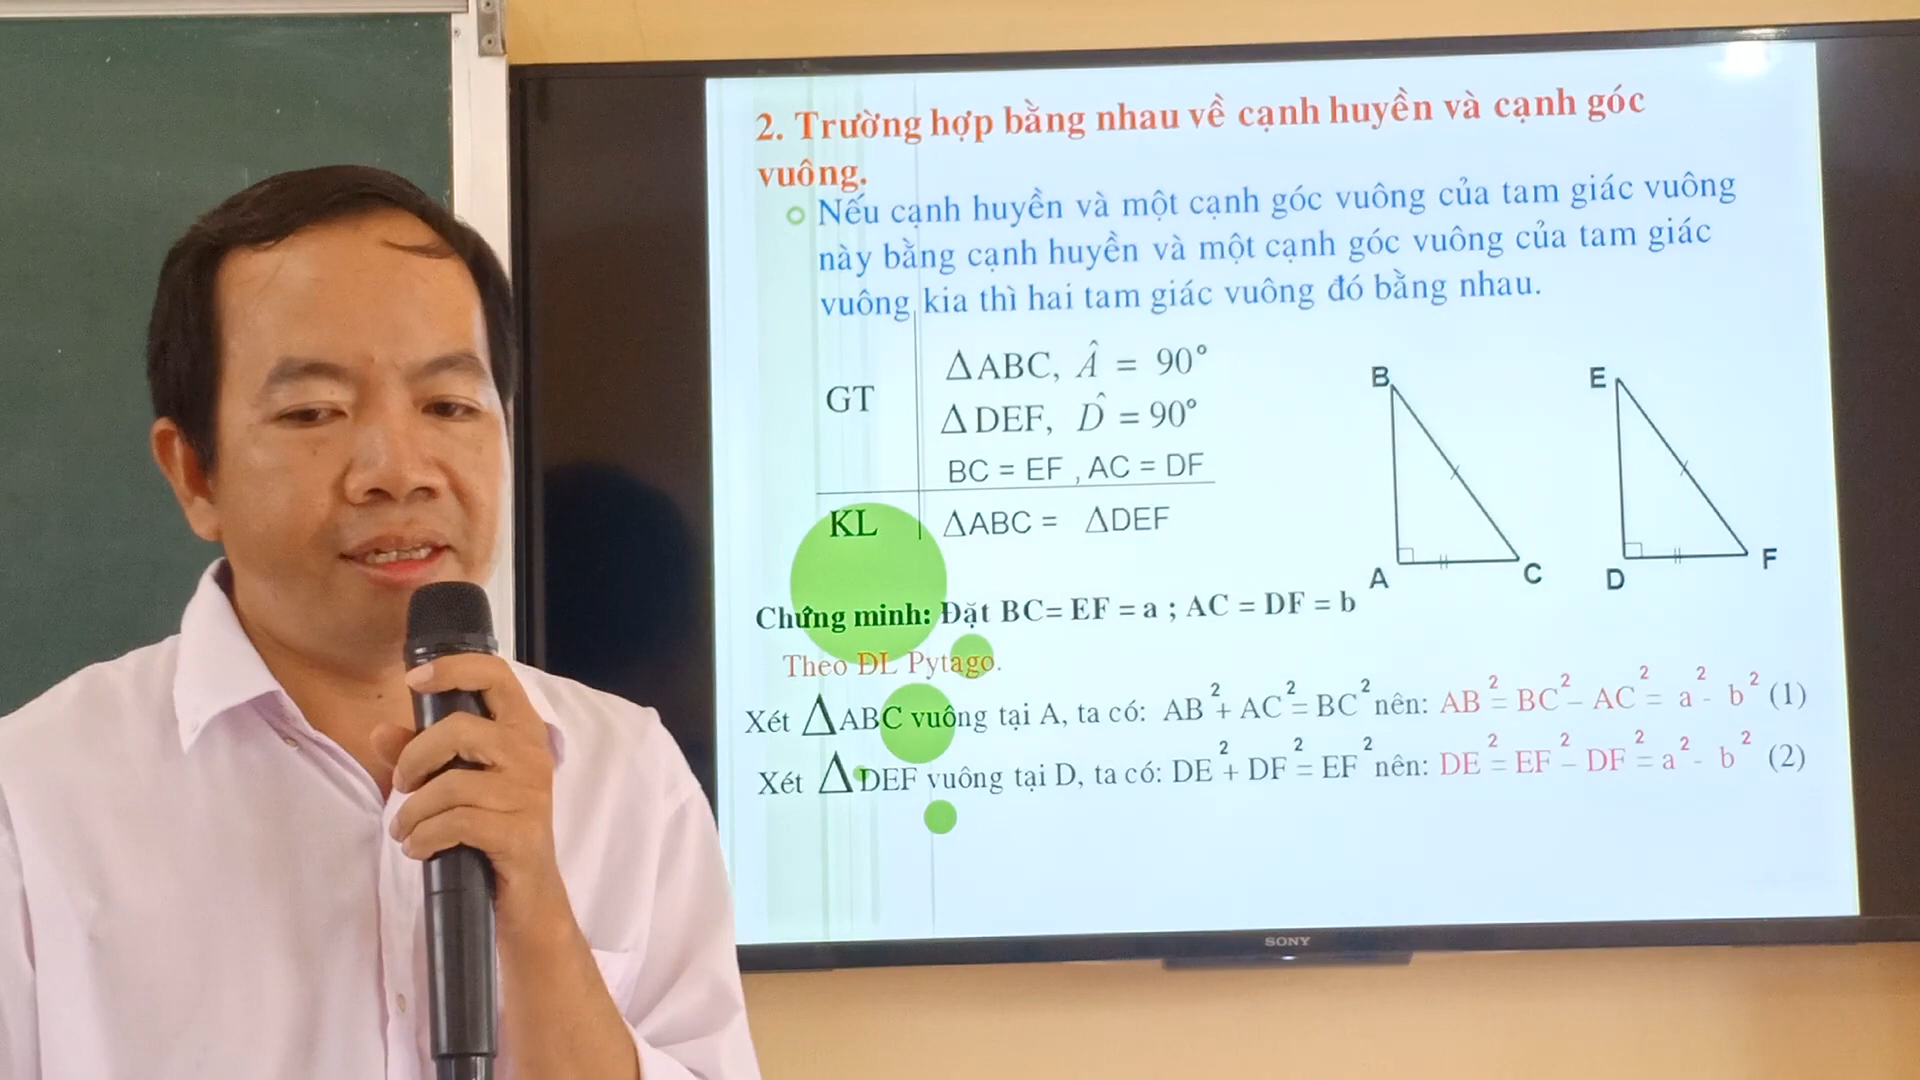 2. Trường hợp bằng nhau về cạnh huyền và cạnh góc
vuông.
Nếu cạnh huyền và một cạnh góc vuông của tam giác vuông
này bằng cạnh huyền và một cạnh góc vuông của tam giác
vuông kia thì hai tam giác vuông đó bằng nhau.
GT
ΔABC, Â = 90°
Δ DEF, D̂ = 90°
BC = EF , AC = DF
KL
ΔABC = ΔDEF
B
A
C
E
D
F
Chứng minh: Đặt BC= EF = a ; AC = DF = b
Theo ĐL Pytago.
Xét ΔABC vuông tại A, ta có: AB² + AC² = BC² nên: AB² = BC² – AC² = a² - b² (1)
Xét ΔDEF vuông tại D, ta có: DE² + DF² = EF² nên: DE² = EF² – DF² = a² - b² (2)
SONY